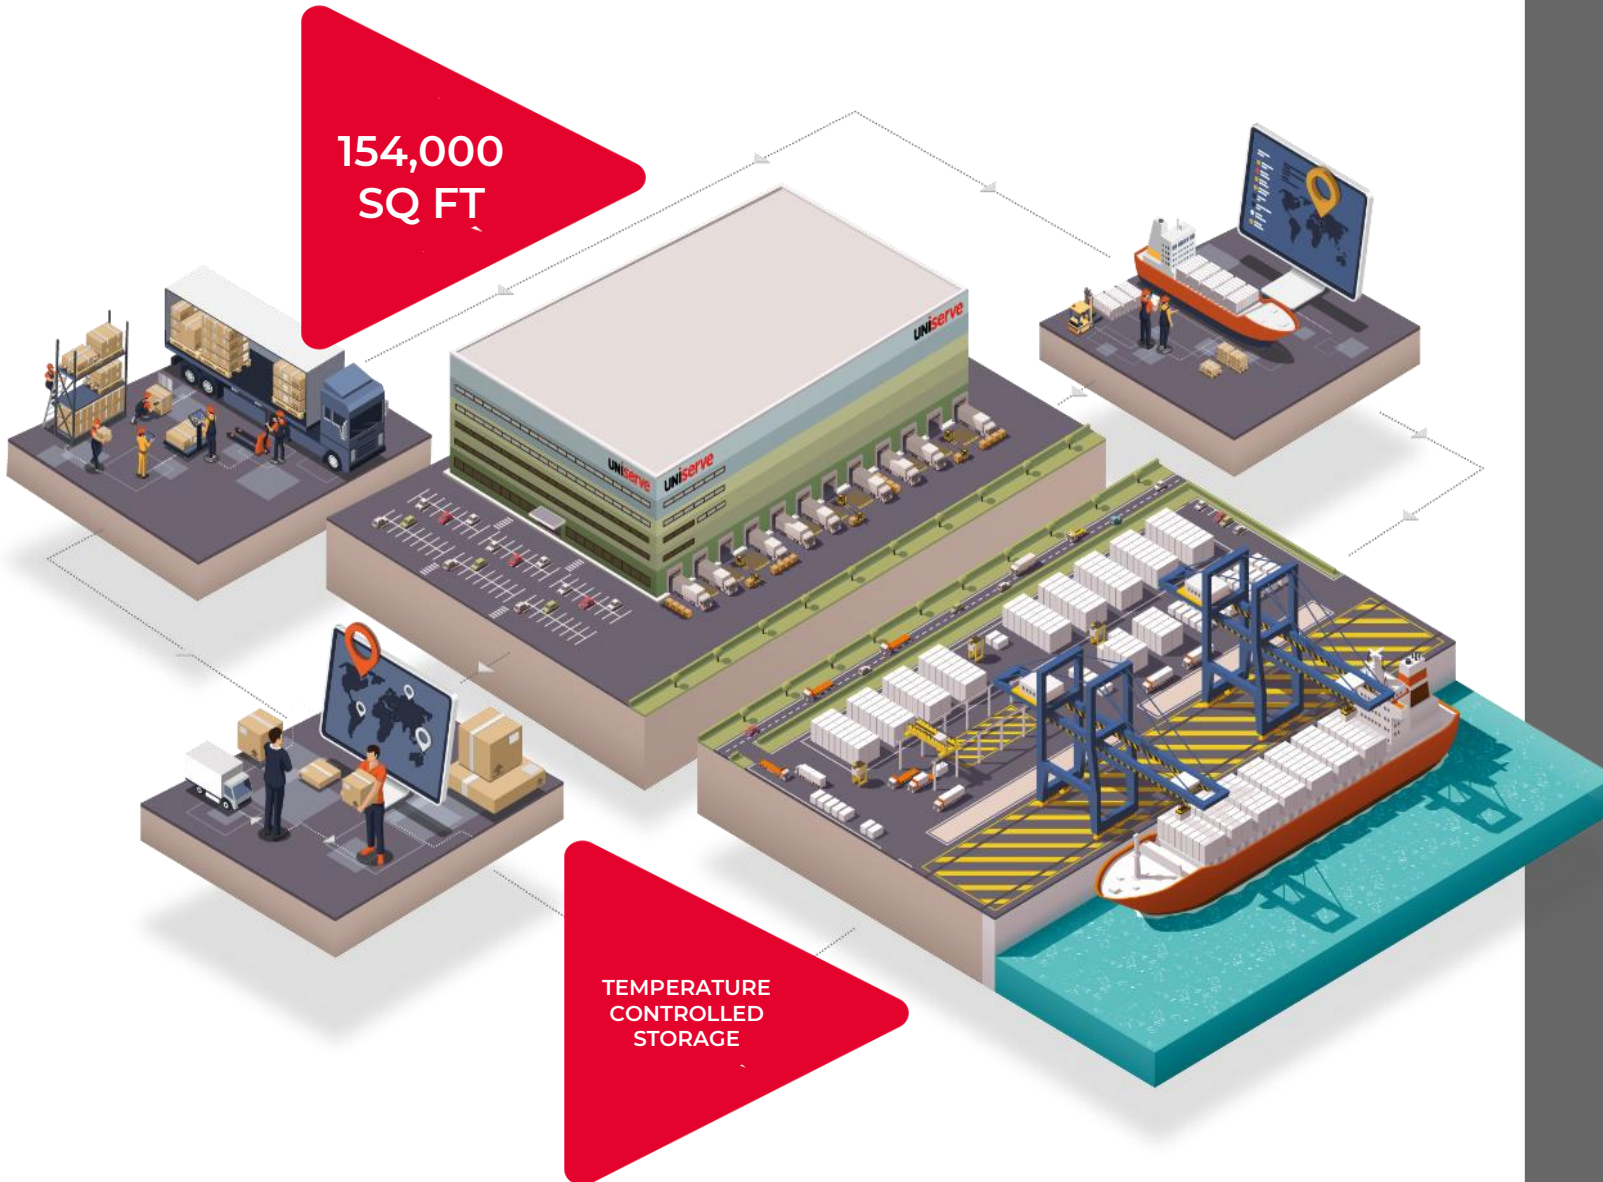 154,000
SQ FT
UNiserve
UNiserve
UNiserve
TEMPERATURE
CONTROLLED
STORAGE